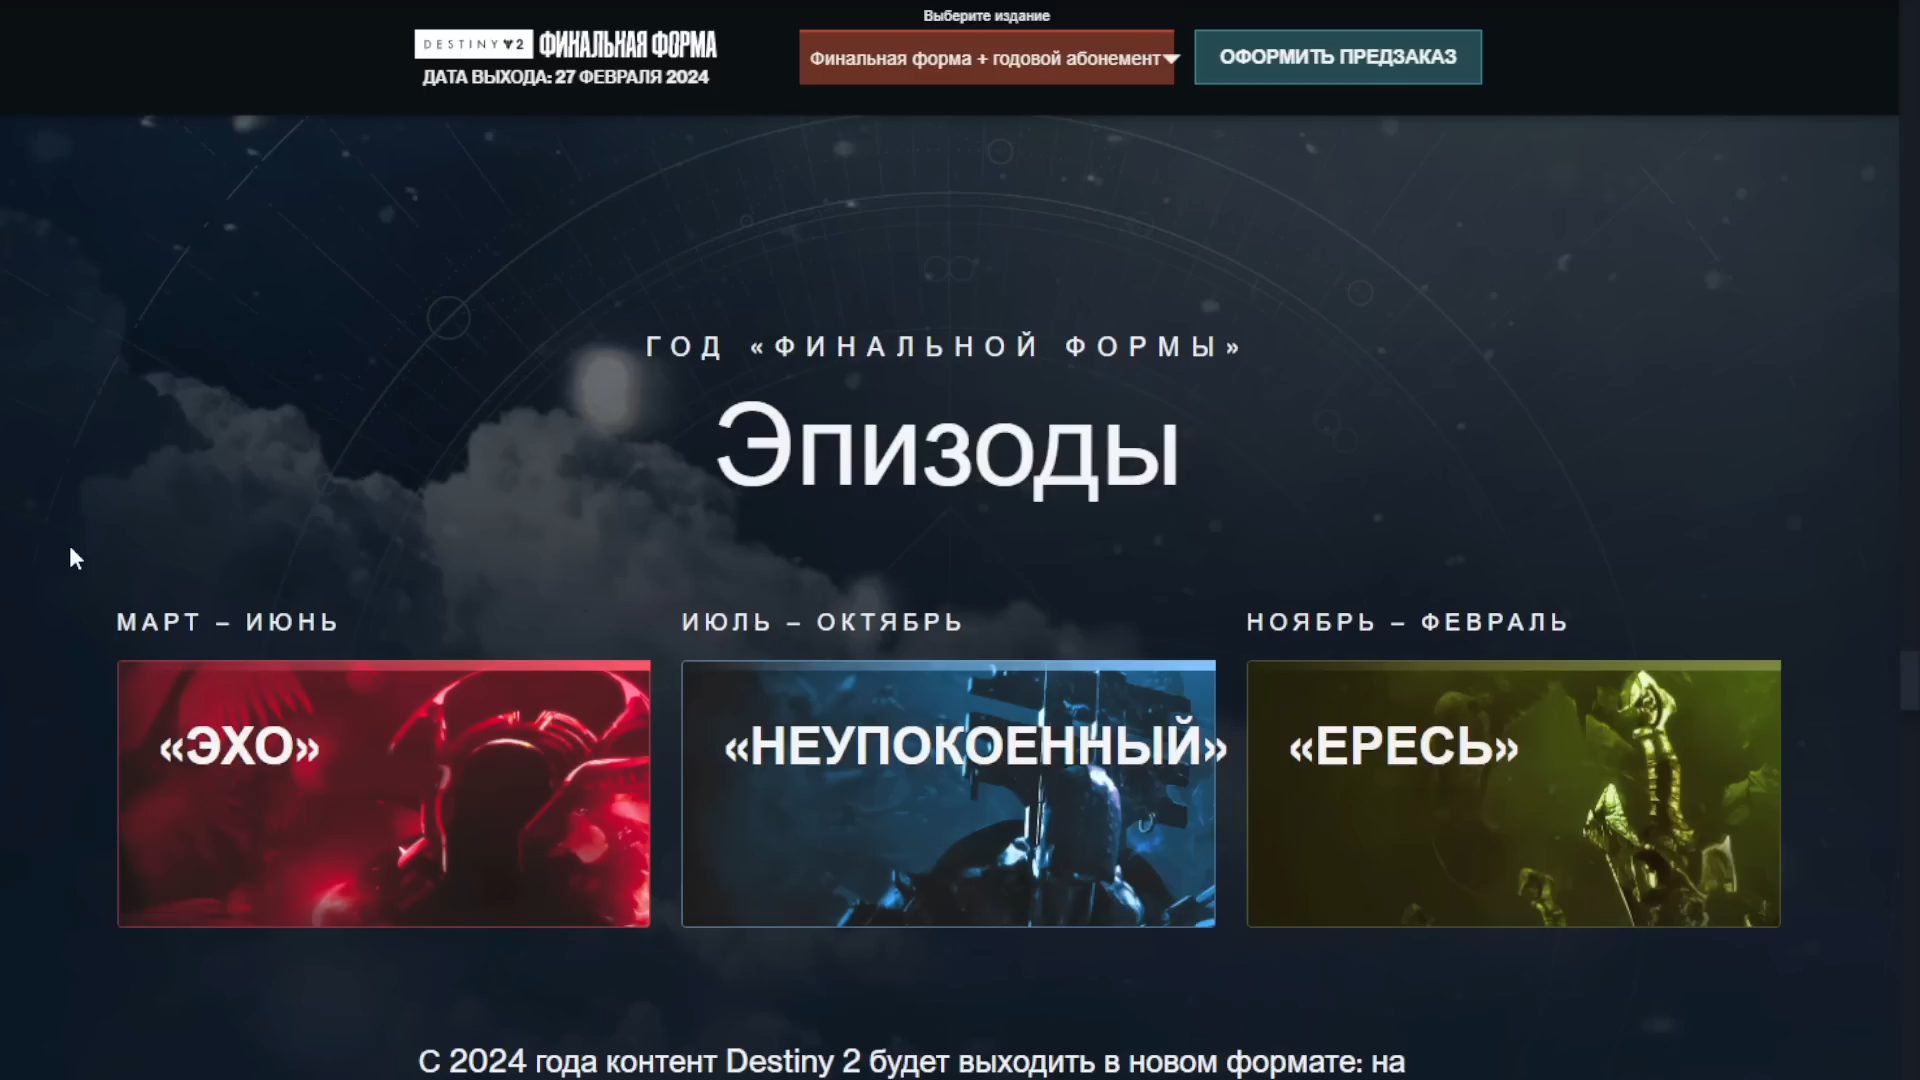 Выберите издание
DESTINY 2 ФИНАЛЬНАЯ ФОРМА
ДАТА ВЫХОДА: 27 ФЕВРАЛЯ 2024
Финальная форма + годовой абонемент
ОФОРМИТЬ ПРЕДЗАКАЗ
ГОД «ФИНАЛЬНОЙ ФОРМЫ»
Эпизоды
МАРТ – ИЮНЬ
«ЭХО»
ИЮЛЬ – ОКТЯБРЬ
«НЕУПОКОЕННЫЙ»
НОЯБРЬ – ФЕВРАЛЬ
«ЕРЕСЬ»
С 2024 года контент Destiny 2 будет выходить в новом формате: на